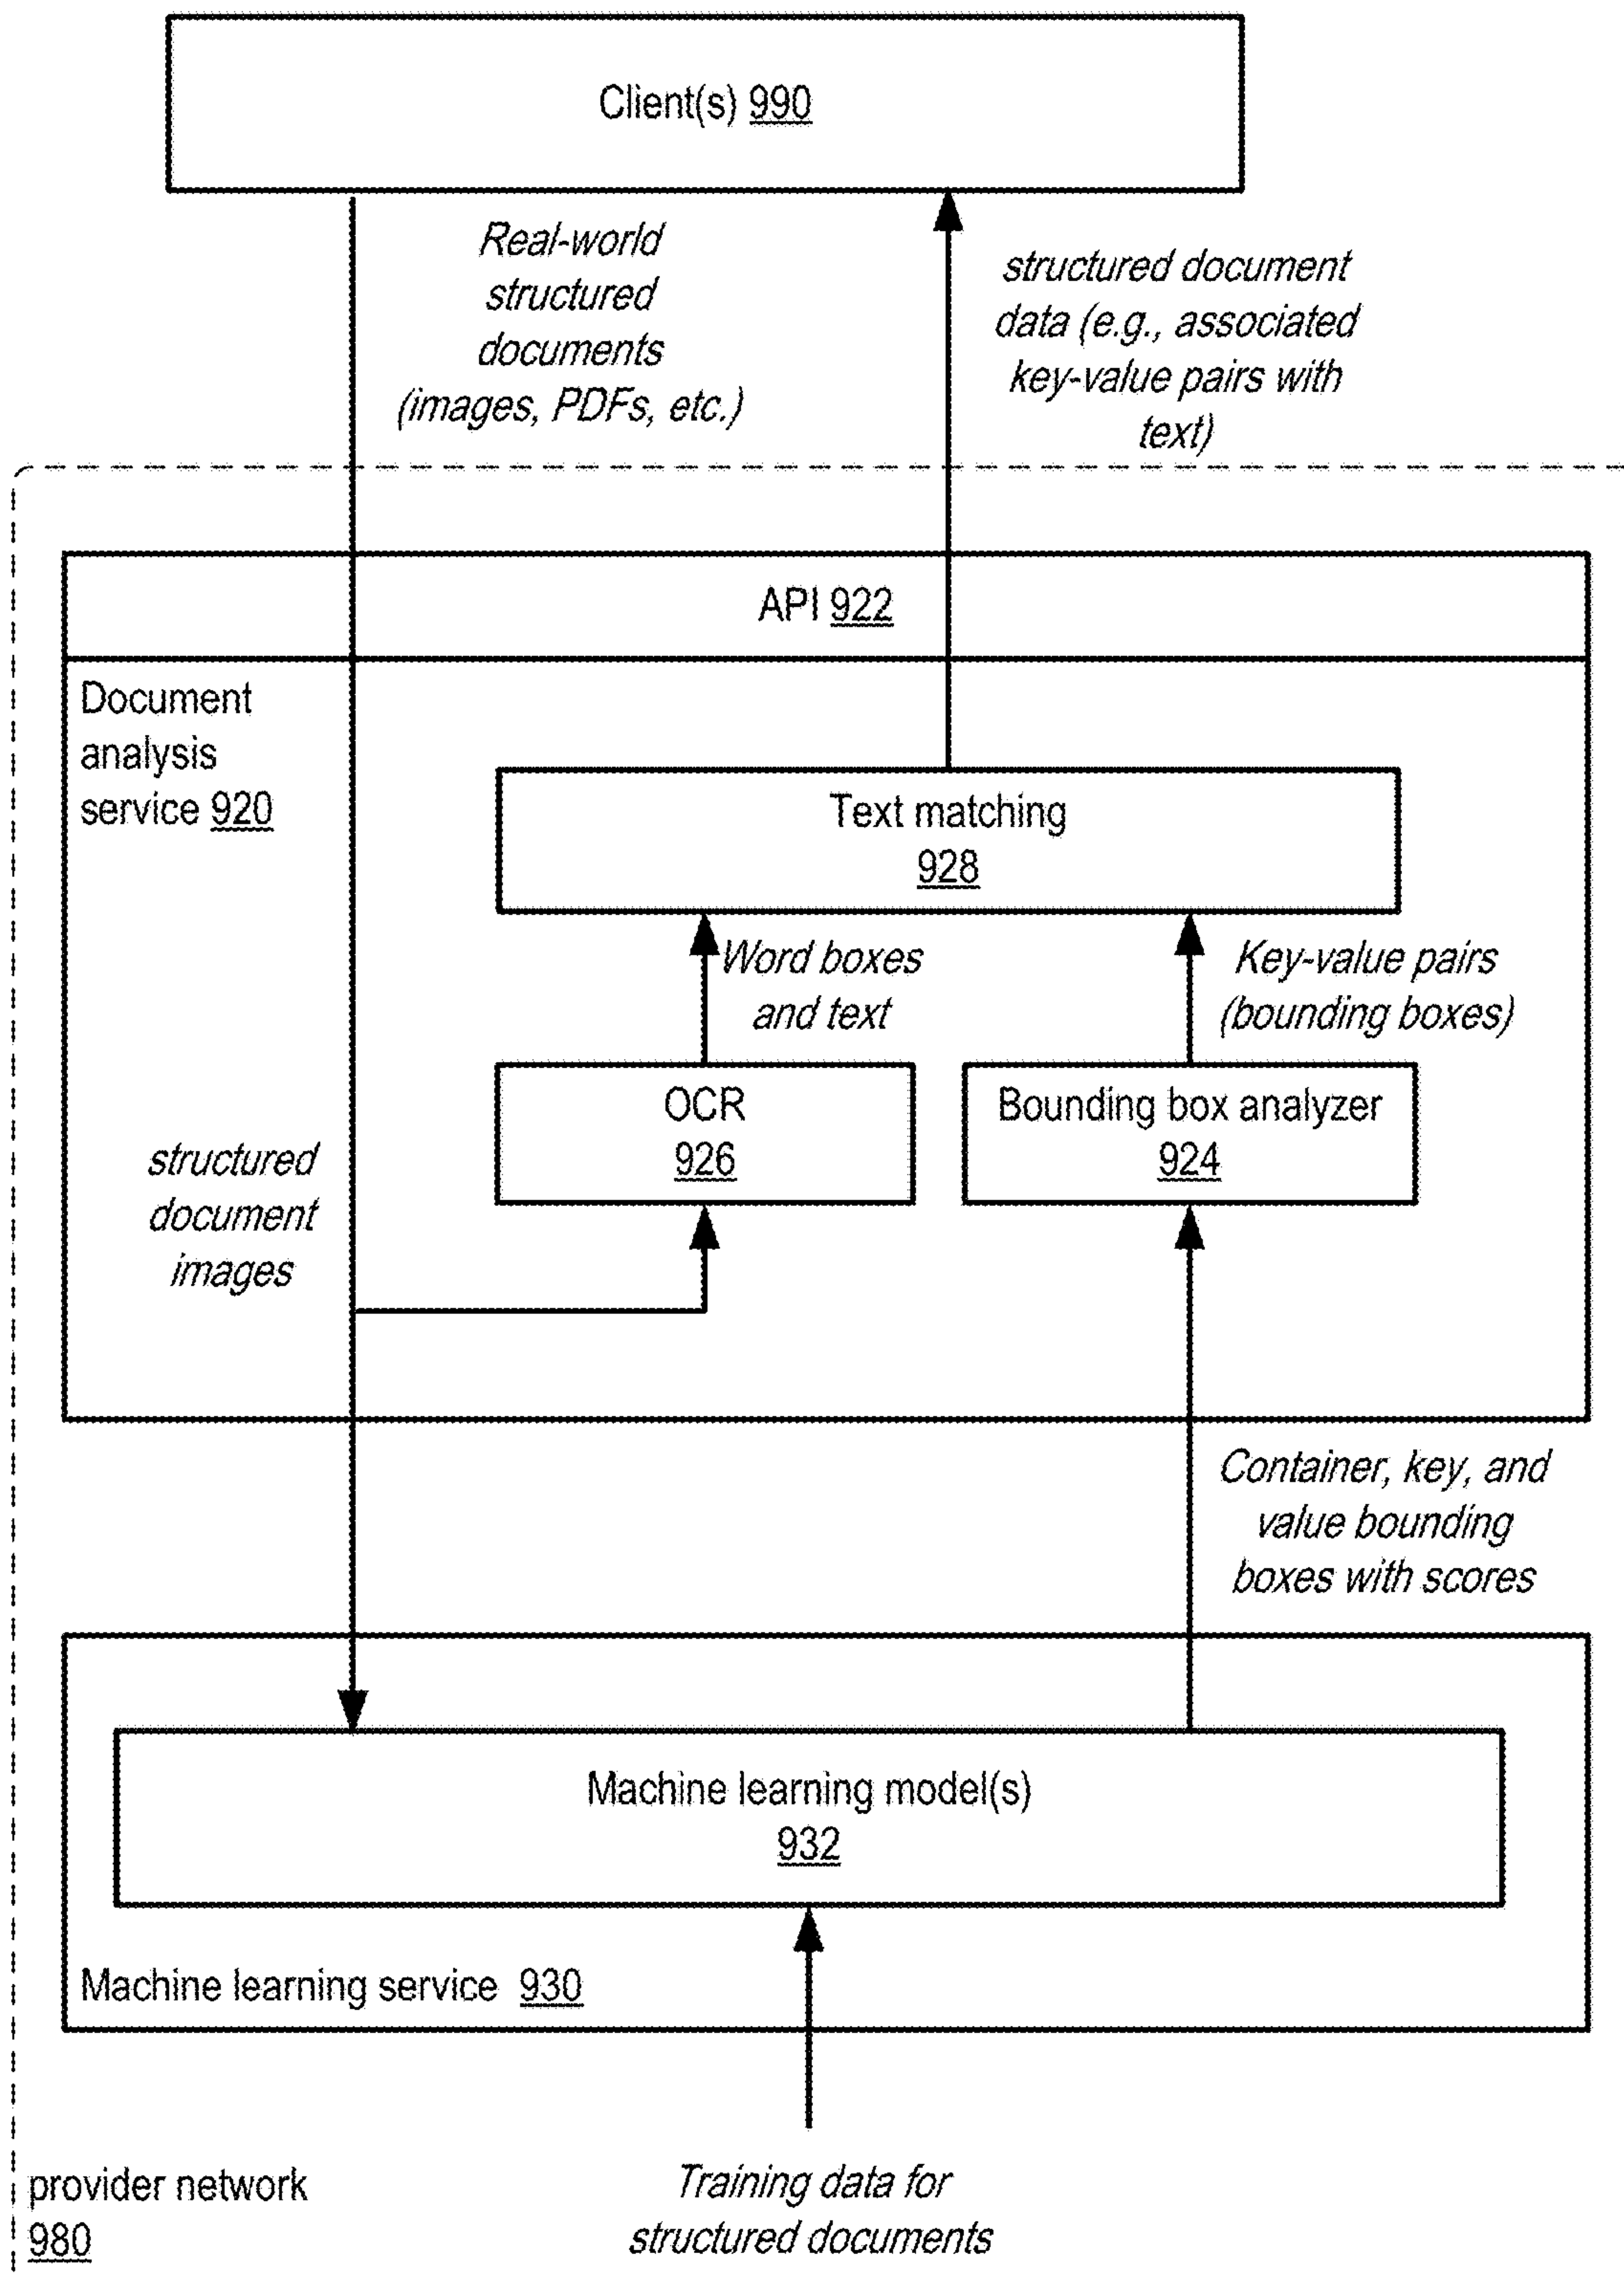 Client(s) 990
Real-world
structured
documents
(images, PDFs, etc.)
structured document
data (e.g., associated
key-value pairs with
text)
API 922
Document
analysis
service 920
Text matching
928
Word boxes
and text
Key-value pairs
(bounding boxes)
OCR
926
Bounding box analyzer
924
structured
document
images
Container, key, and
value bounding
boxes with scores
Machine learning model(s)
932
Machine learning service 930
provider network
980
Training data for
structured documents